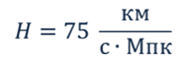 H = 75 км / с · Мпк